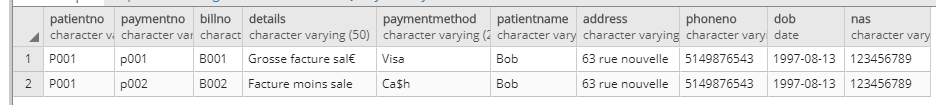 patientno paymentno billno details paymentmethod patientname address phoneno dob nas
character va character var charact character varying (50) character varying (2 character vary character varying character varyi date character vary
1 P001 p001 B001 Grosse facture sal€ Visa Bob 63 rue nouvelle 5149876543 1997-08-13 123456789
2 P001 p002 B002 Facture moins sale Ca$h Bob 63 rue nouvelle 5149876543 1997-08-13 123456789